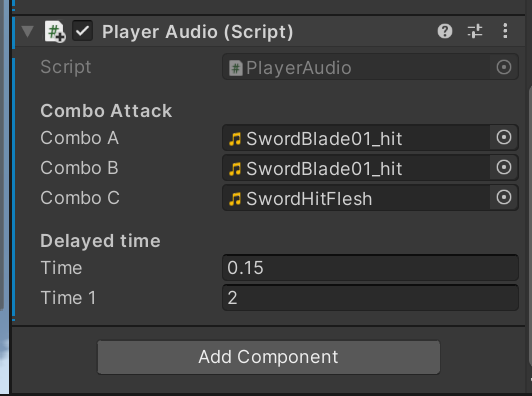 Player Audio (Script)
Script PlayerAudio
Combo Attack
Combo A SwordBlade01_hit
Combo B SwordBlade01_hit
Combo C SwordHitFlesh
Delayed time
Time 0.15
Time 1 2
Add Component